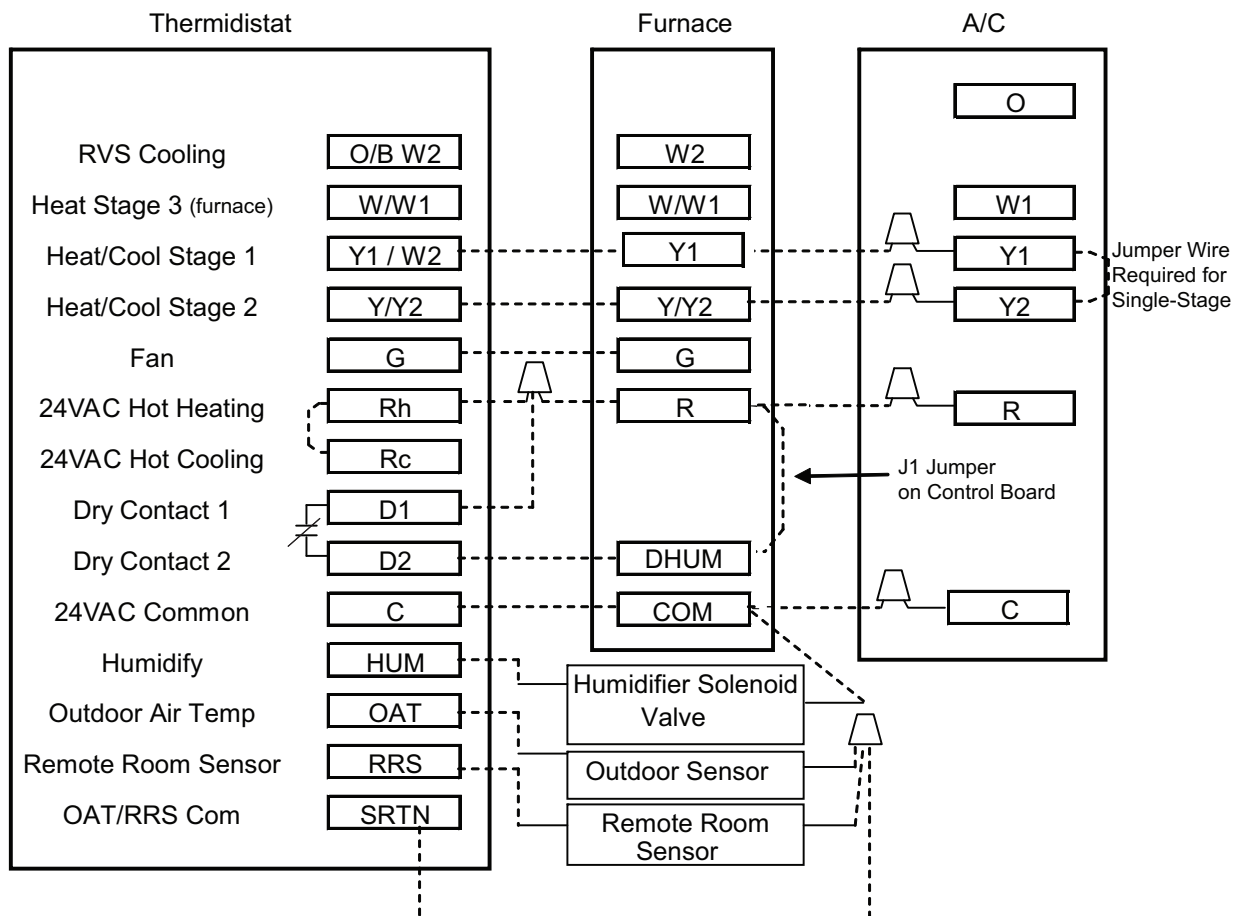 Thermidistat Furnace A/C
O
RVS Cooling O/B W2 W2
Heat Stage 3 (furnace) W/W1 W/W1 W1
Heat/Cool Stage 1 Y1 / W2 Y1 Y1
Jumper Wire
Required for
Single-Stage
Heat/Cool Stage 2 Y/Y2 Y/Y2 Y2
Fan G G
24VAC Hot Heating Rh R R
24VAC Hot Cooling Rc
J1 Jumper
on Control Board
Dry Contact 1 D1
Dry Contact 2 D2 DHUM
24VAC Common C COM C
Humidify HUM
Humidifier Solenoid
Valve
Outdoor Air Temp OAT
Outdoor Sensor
Remote Room Sensor RRS
Remote Room
Sensor
OAT/RRS Com SRTN